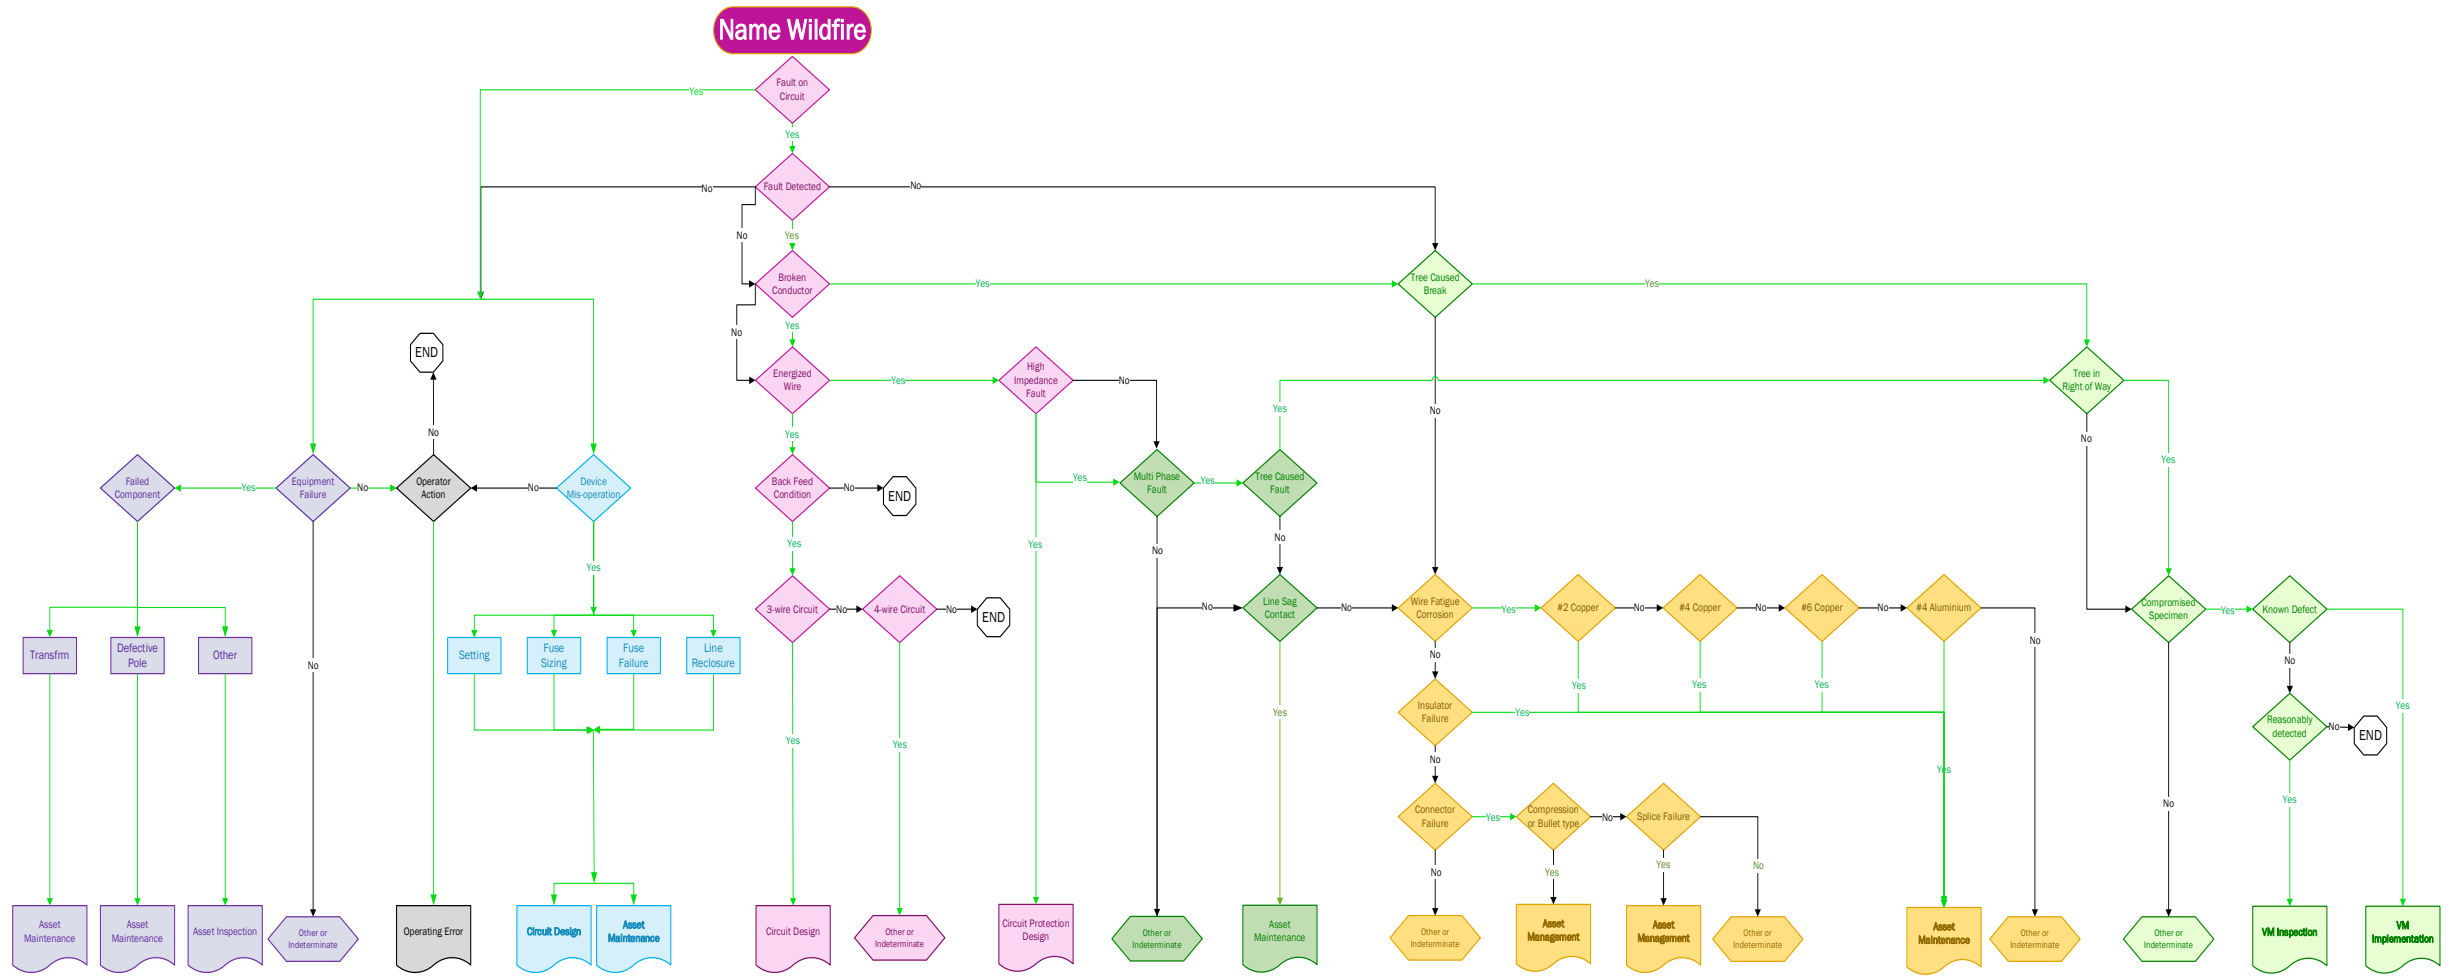 Name Wildfire
Fault on
Circuit
Yes
Yes
Fault Detected
No
No
No
Yes
Broken
Conductor
Yes
Tree Caused
Break
Yes
No
Yes
END
Energized
Wire
Yes
High
Impedance
Fault
No
Tree in
Right of Way
Yes
No
No
Yes
No
Yes
Yes
Failed
Component
Yes
Equipment
Failure
No
Operator
Action
No
Device
Mis-operation
Back Feed
Condition
No
END
Yes
Multi Phase
Fault
Yes
Tree Caused
Fault
Yes
Yes
Yes
No
No
Line Sag
Contact
No
No
3-wire Circuit
No
4-wire Circuit
No
END
Wire Fatigue
Corrosion
Yes
#2 Copper
No
#4 Copper
No
#6 Copper
No
#4 Aluminium
No
Compromised
Specimen
Yes
Known Defect
Transfrm
Defective
Pole
Other
No
Setting
Fuse
Sizing
Fuse
Failure
Line
Reclosure
No
No
Yes
Yes
Yes
Yes
Yes
Insulator
Failure
Yes
Yes
Reasonably
detected
No
END
Yes
Yes
No
Yes
No
Yes
Connector
Failure
Yes
Compression
or Bullet type
No
Splice Failure
No
Yes
Yes
No
Asset
Maintenance
Asset
Maintenance
Asset Inspection
Other or
Indeterminate
Operating Error
Circuit Design
Asset
Maintenance
Circuit Design
Other or
Indeterminate
Circuit Protection
Design
Other or
Indeterminate
Asset
Maintenance
Other or
Indeterminate
Asset
Management
Asset
Management
Other or
Indeterminate
Asset
Maintenance
Other or
Indeterminate
Other or
Indeterminate
VM Inspection
VM
Implementation